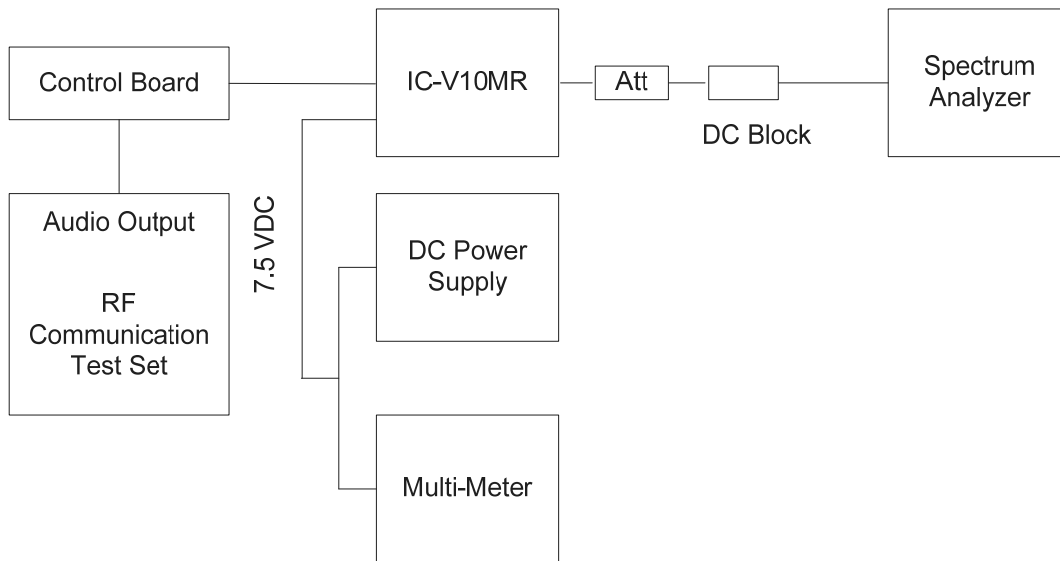 Control Board
IC-V10MR
Att
DC Block
Spectrum
Analyzer
Audio Output
RF
Communication
Test Set
7.5 VDC
DC Power
Supply
Multi-Meter